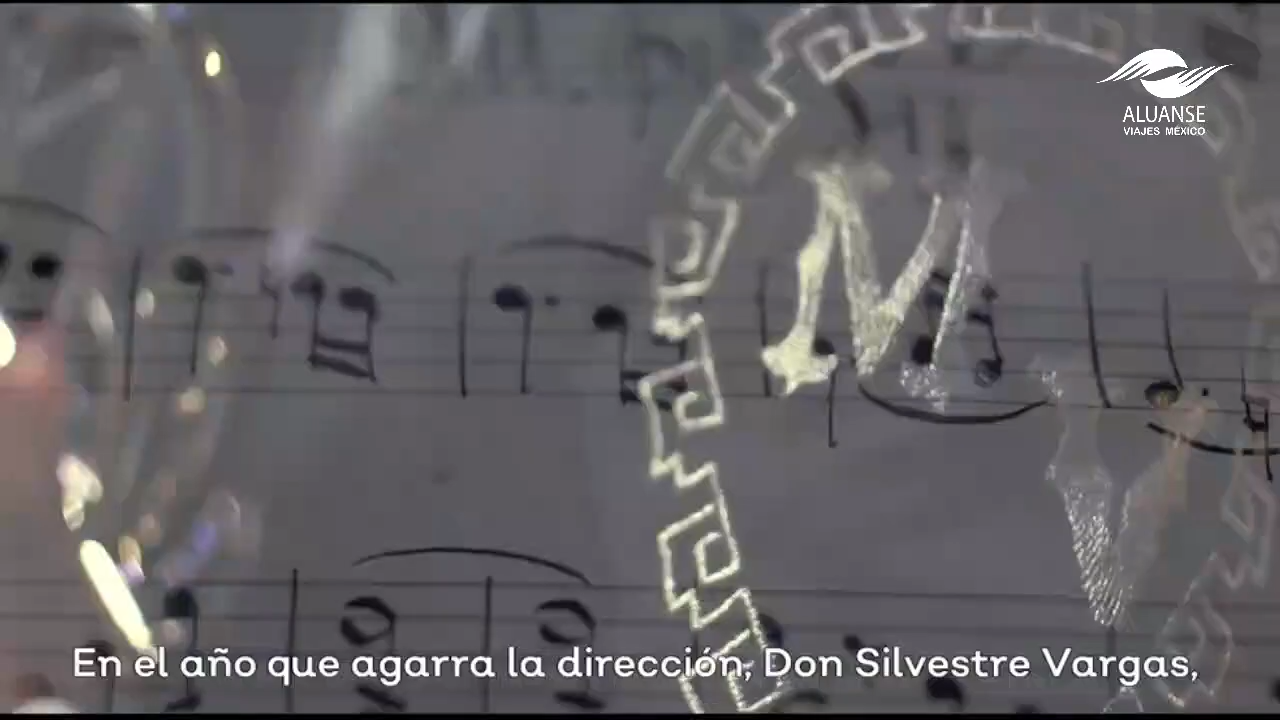 ALUANSE
VIAJES MÉXICO
M
V
En el año que agarra la dirección, Don Silvestre Vargas,